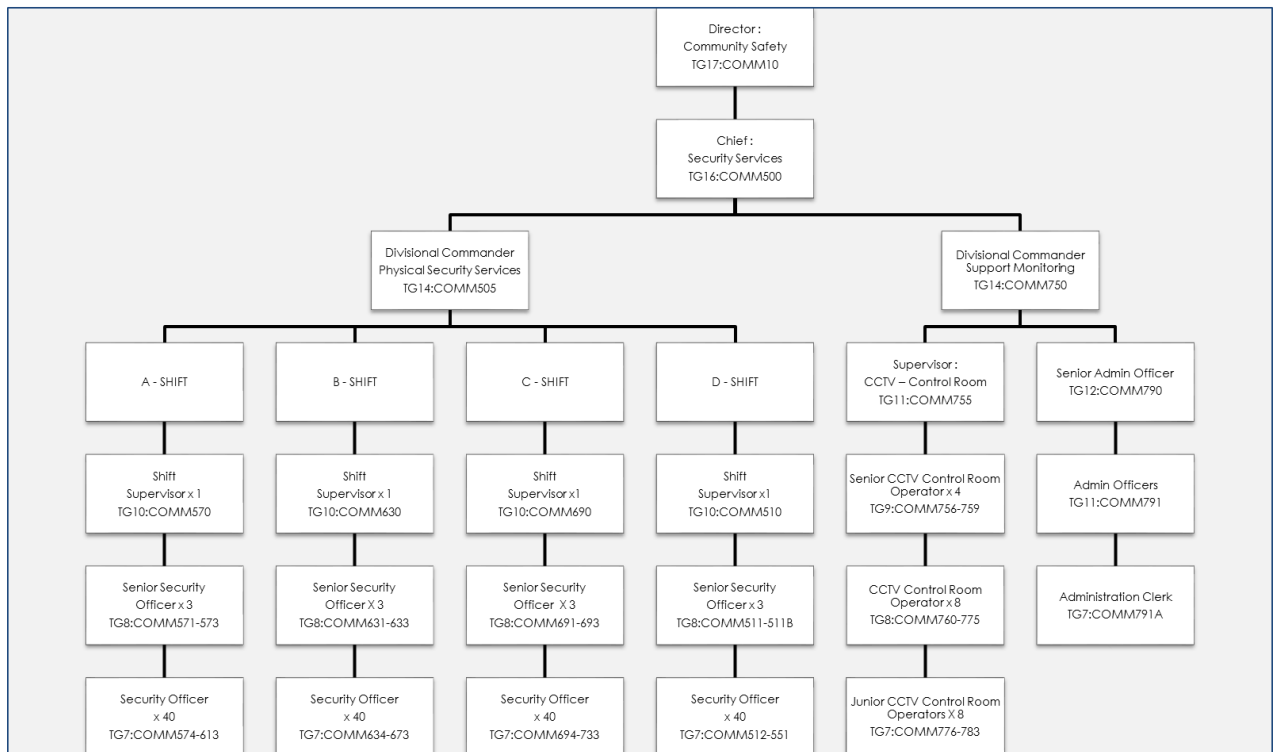 Director :
Community Safety
TG17:COMM10
Chief :
Security Services
TG16:COMM500
Divisional Commander
Physical Security Services
TG14:COMM505
Divisional Commander
Support Monitoring
TG14:COMM750
A - SHIFT
B - SHIFT
C - SHIFT
D - SHIFT
Supervisor :
CCTV – Control Room
TG11:COMM755
Senior Admin Officer
TG12:COMM790
Shift
Supervisor x 1
TG10:COMM570
Shift
Supervisor x 1
TG10:COMM630
Shift
Supervisor x1
TG10:COMM690
Shift
Supervisor x1
TG10:COMM510
Senior CCTV Control Room
Operator x 4
TG9:COMM756-759
Admin Officers
TG11:COMM791
Senior Security
Officer x 3
TG8:COMM571-573
Senior Security
Officer X 3
TG8:COMM631-633
Senior Security
Officer X 3
TG8:COMM691-693
Senior Security
Officer x 3
TG8:COMM511-511B
CCTV Control Room
Operator x 8
TG8:COMM760-775
Administration Clerk
TG7:COMM791A
Security Officer
x 40
TG7:COMM574-613
Security Officer
x 40
TG7:COMM634-673
Security Officer
x 40
TG7:COMM694-733
Security Officer
x 40
TG7:COMM512-551
Junior CCTV Control Room
Operators X 8
TG7:COMM776-783